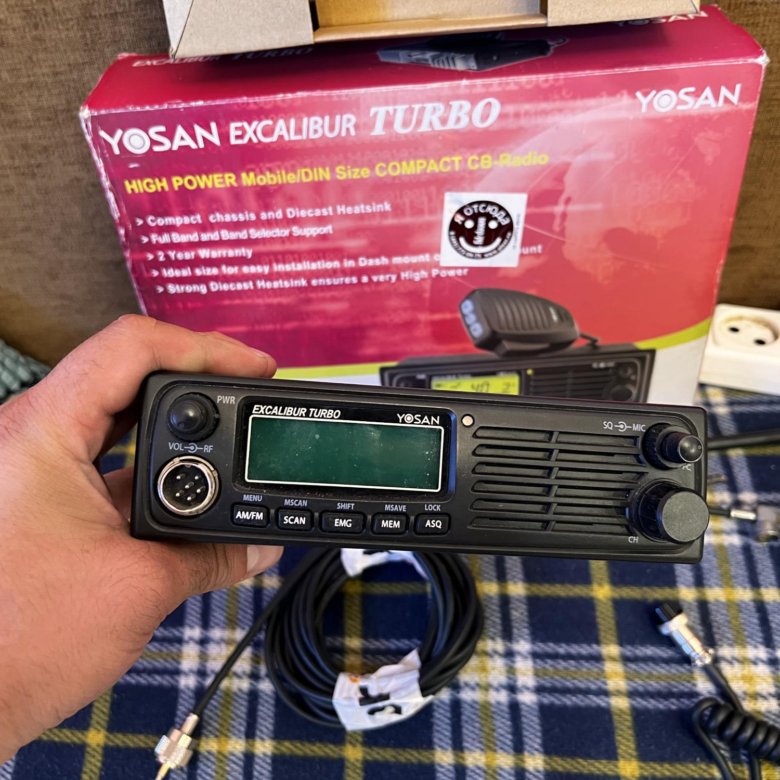 EXCALIBUR TURBO
YOSAN EXCALIBUR TURBO
YOSAN
HIGH POWER Mobile/DIN Size COMPACT CB-Radio
> Compact chassis and Diecast Heatsink
> Full Band and Band Selector Support
> 2 Year Warranty
> Ideal size for easy installation in Dash mount
> Strong Diecast Heatsink ensures a very High Power
ОТСЮДА
PWR
EXCALIBUR TURBO
YOSAN
SQ MIC
VOL RF
MENU MSCAN SHIFT MSAVE LOCK
AM/FM SCAN EMG MEM ASQ
CH